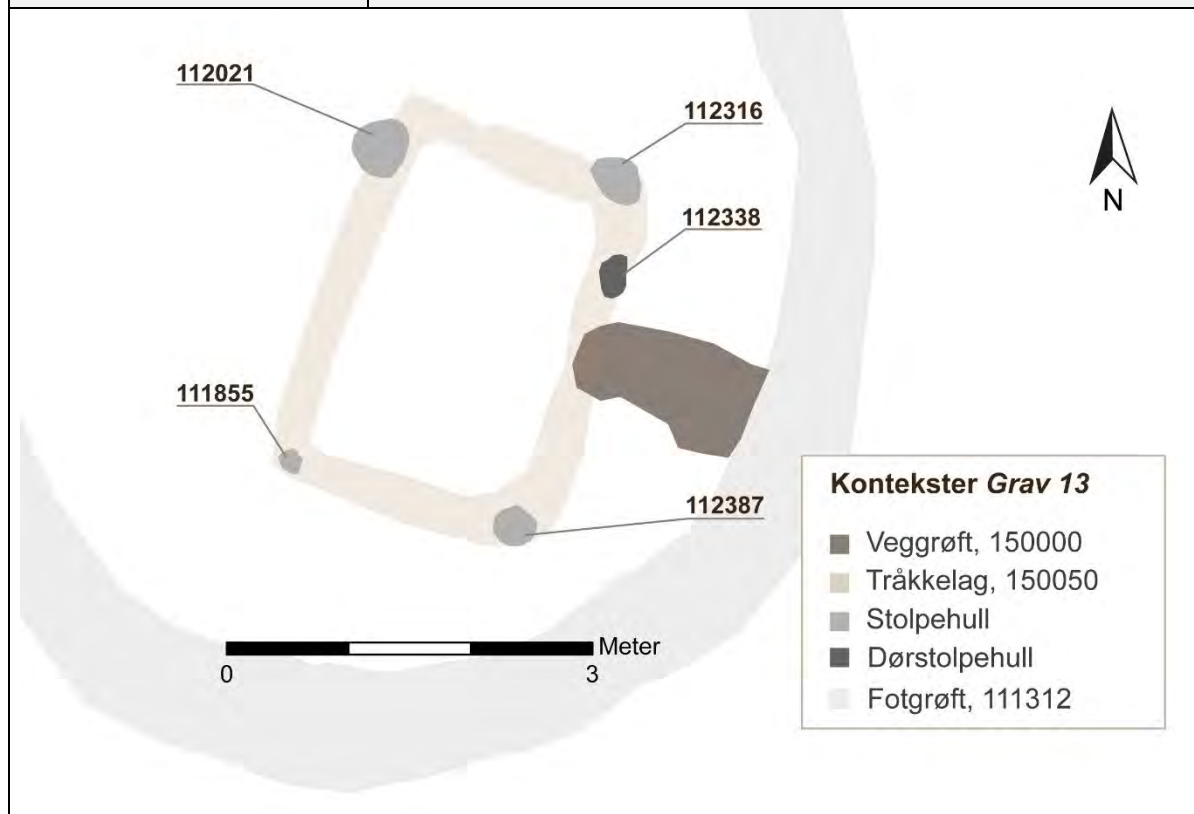 112021
112316
112338
N
111855
112387
Meter
0
3
Kontekster Grav 13
Veggrøft, 150000
Tråkkelag, 150050
Stolpehull
Dørstolpehull
Fotgrøft, 111312